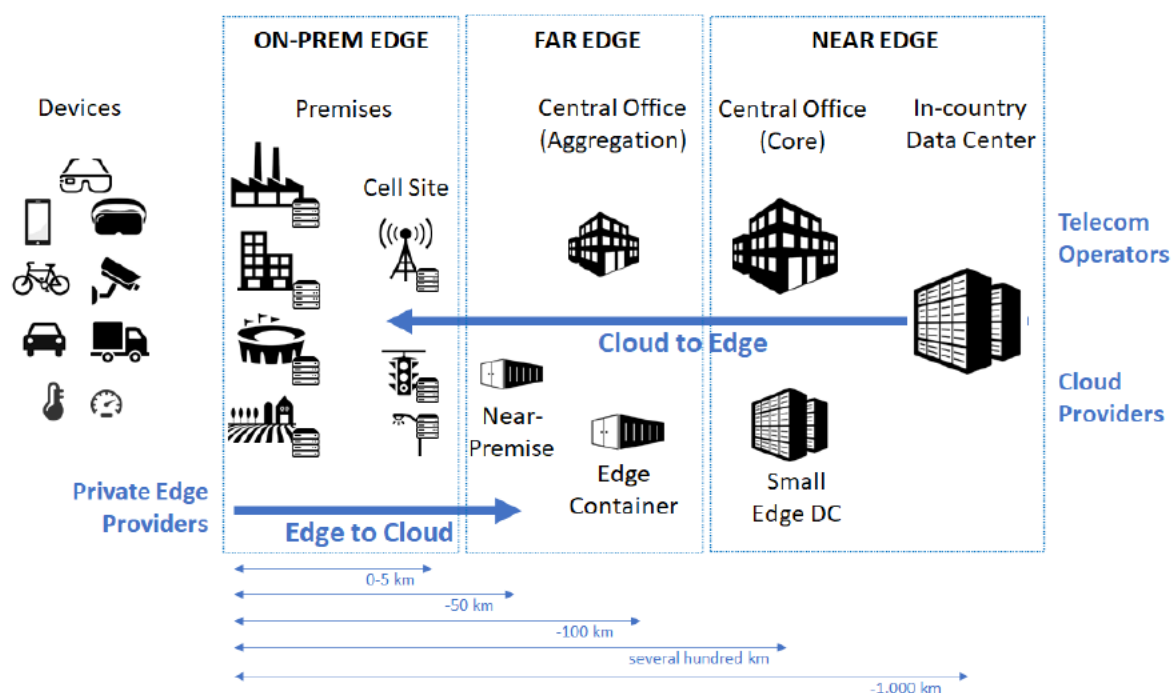 ON-PREM EDGE
FAR EDGE
NEAR EDGE
Devices
Premises
Cell Site
Central Office
(Aggregation)
Central Office
(Core)
In-country
Data Center
Telecom
Operators
Cloud to Edge
Cloud
Providers
Near-
Premise
Edge
Container
Small
Edge DC
Private Edge
Providers
Edge to Cloud
0-5 km
-50 km
-100 km
several hundred km
-1,000 km